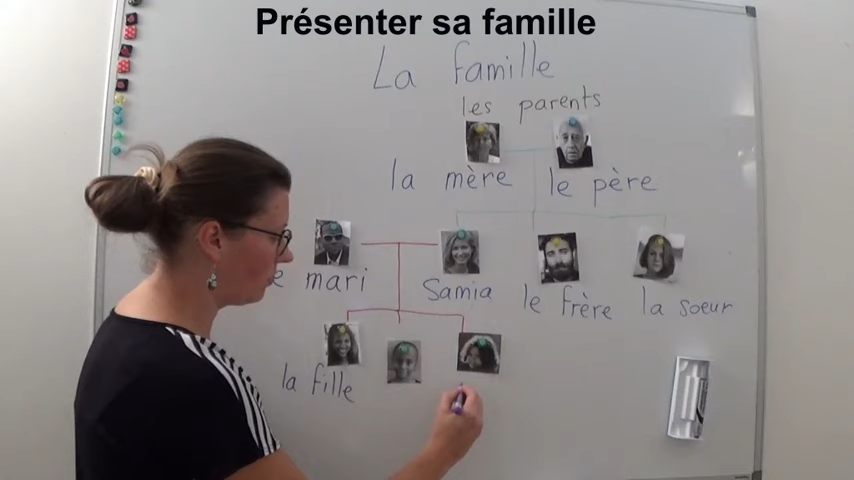 Présenter sa famille
La famille
les parents
la mère
le père
mari
Samia
le frère
la soeur
la fille